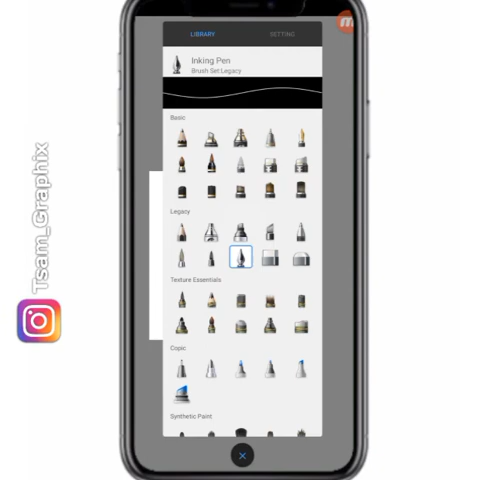 LIBRARY
SETTING
Inking Pen
Brush Set:Legacy
Basic
Legacy
Texture Essentials
Copic
Synthetic Paint
Tsam_Graphix